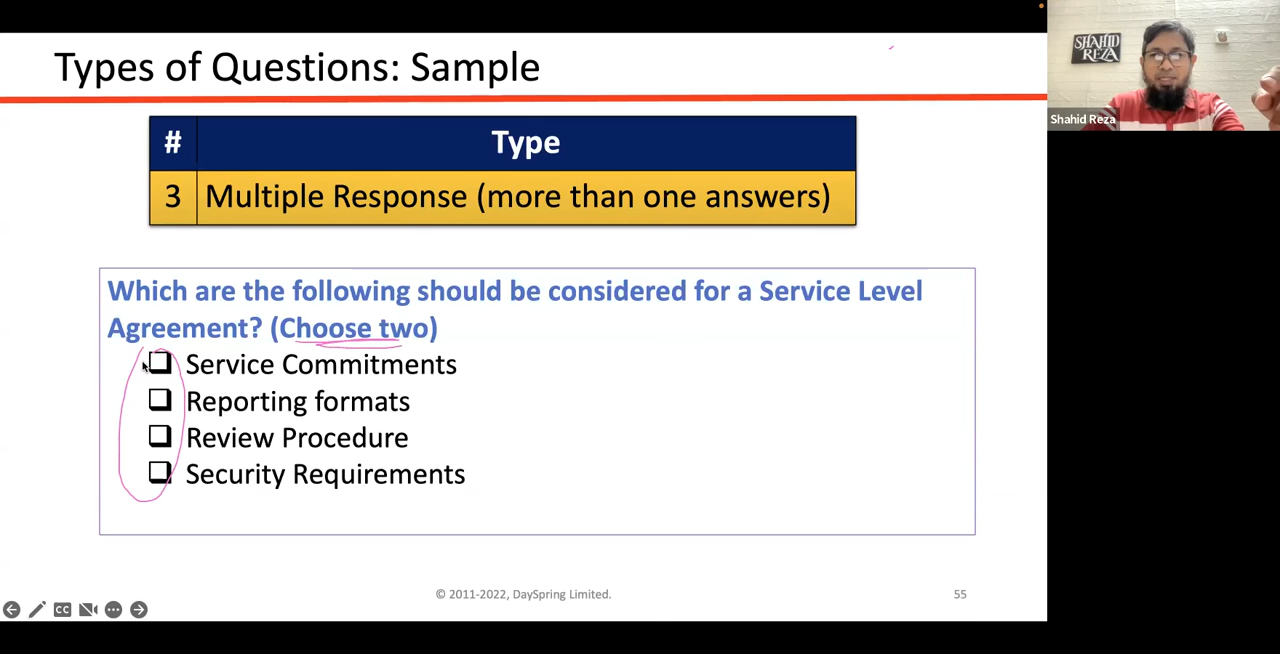 Types of Questions: Sample
# Type
3 Multiple Response (more than one answers)
Which are the following should be considered for a Service Level
Agreement? (Choose two)
Service Commitments
Reporting formats
Review Procedure
Security Requirements
© 2011-2022, DaySpring Limited.
55
CC
SHAHID
REZA
Shahid Reza